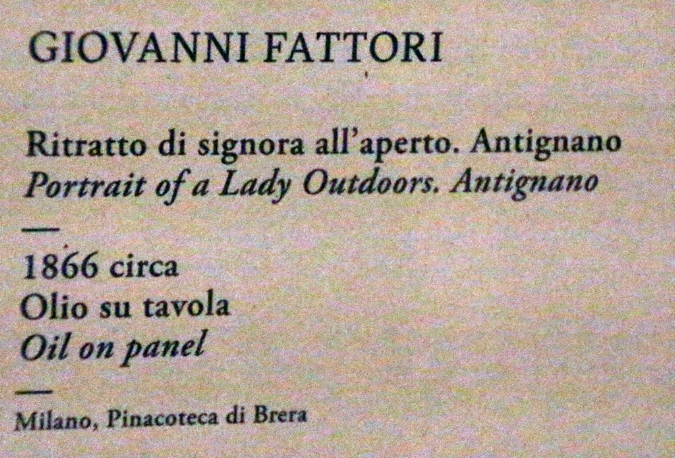 GIOVANNI FATTORI
Ritratto di signora all'aperto. Antignano
Portrait of a Lady Outdoors. Antignano
1866 circa
Olio su tavola
Oil on panel
Milano, Pinacoteca di Brera